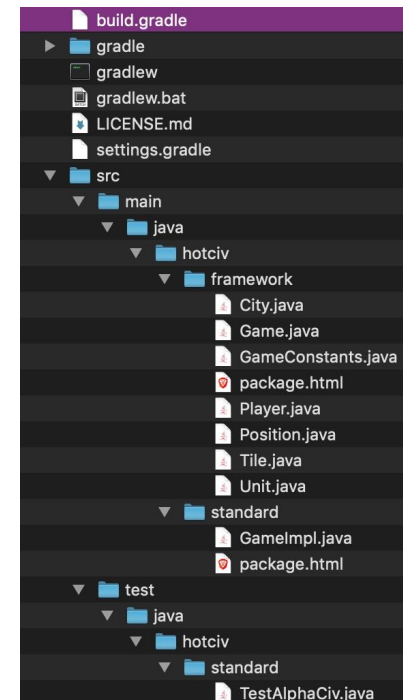 build.gradle
gradle
gradlew
gradlew.bat
LICENSE.md
settings.gradle
src
main
java
hotciv
framework
City.java
Game.java
GameConstants.java
package.html
Player.java
Position.java
Tile.java
Unit.java
standard
GameImpl.java
package.html
test
java
hotciv
standard
TestAlphaCiv.java